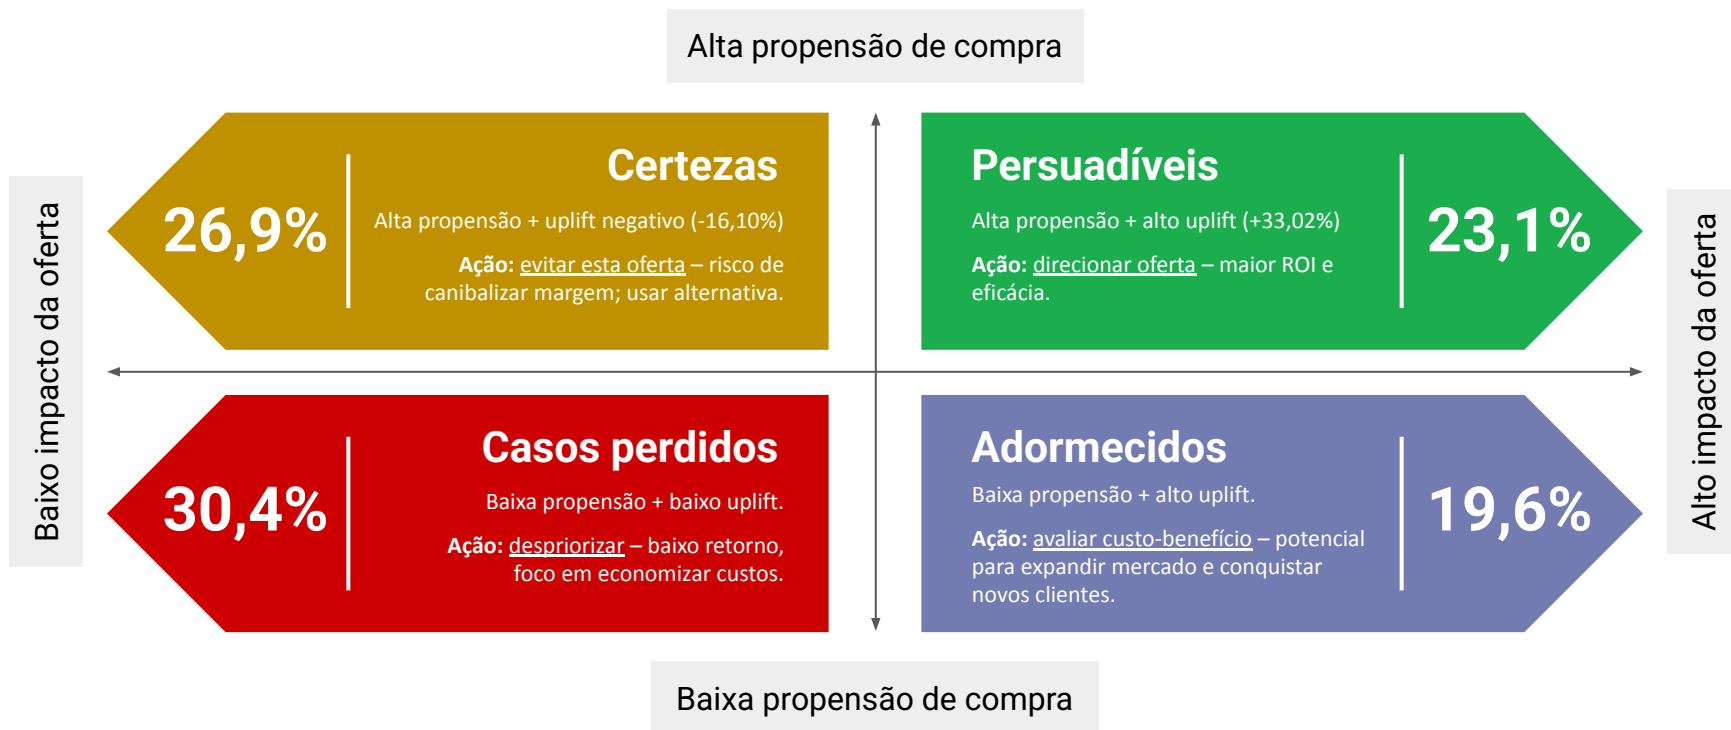 Alta propensão de compra
Baixo impacto da oferta
26,9%
Certezas
Alta propensão + uplift negativo (-16,10%)
Ação: evitar esta oferta – risco de
canibalizar margem; usar alternativa.
Persuadíveis
Alta propensão + alto uplift (+33,02%)
Ação: direcionar oferta – maior ROI e
eficácia.
23,1%
Alto impacto da oferta
30,4%
Casos perdidos
Baixa propensão + baixo uplift.
Ação: despriorizar – baixo retorno,
foco em economizar custos.
Adormecidos
Baixa propensão + alto uplift.
Ação: avaliar custo-benefício – potencial
para expandir mercado e conquistar
novos clientes.
19,6%
Baixa propensão de compra